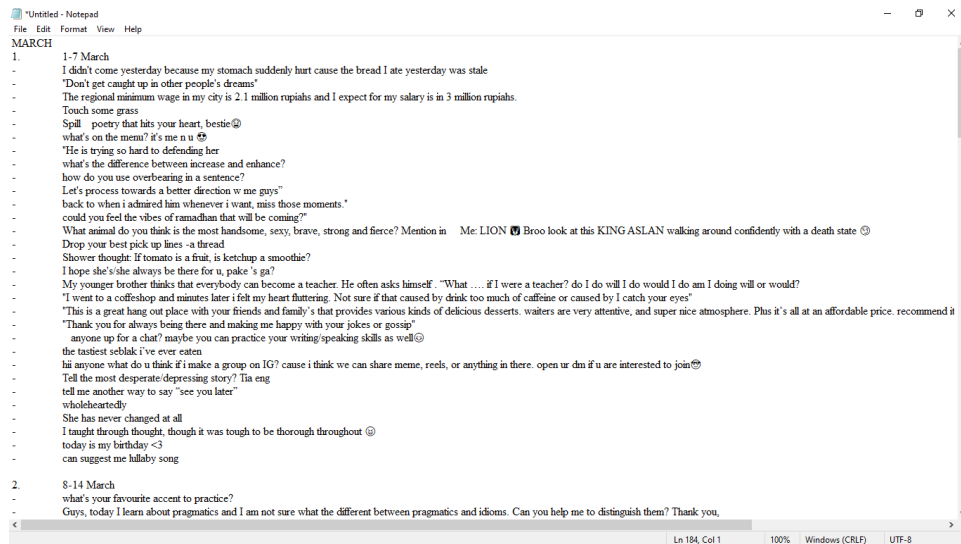 *Untitled - Notepad
File Edit Format View Help
MARCH
1. 1-7 March
- I didn't come yesterday because my stomach suddenly hurt cause the bread I ate yesterday was stale
- "Don't get caught up in other people's dreams"
- The regional minimum wage in my city is 2.1 million rupiahs and I expect for my salary is in 3 million rupiahs.
- Touch some grass
- Spill poetry that hits your heart, bestie
- what's on the menu? it's me n u 😎
- "He is trying so hard to defending her
- what's the difference between increase and enhance?
- how do you use overbearing in a sentence?
- Let's process towards a better direction w me guys”
- back to when i admired him whenever i want, miss those moments."
- could you feel the vibes of ramadhan that will be coming?"
- What animal do you think is the most handsome, sexy, brave, strong and fierce? Mention in Me: LION Broo look at this KING ASLAN walking around confidently with a death state
- Drop your best pick up lines -a thread
- Shower thought: If tomato is a fruit, is ketchup a smoothie?
- I hope she's/she always be there for u, pake 's ga?
- My younger brother thinks that everybody can become a teacher. He often asks himself . “What …. if I were a teacher? do I do will I do would I do am I doing will or would?
- "I went to a coffeshop and minutes later i felt my heart fluttering. Not sure if that caused by drink too much of caffeine or caused by I catch your eyes"
- "This is a great hang out place with your friends and family’s that provides various kinds of delicious desserts. waiters are very attentive, and super nice atmosphere. Plus it’s all at an affordable price. recommend it
- "Thank you for always being there and making me happy with your jokes or gossip"
- anyone up for a chat? maybe you can practice your writing/speaking skills as well
- the tastiest seblak i’ve ever eaten
- hii anyone what do u think if i make a group on IG? cause i think we can share meme, reels, or anything in there. open ur dm if u are interested to join
- Tell the most desperate/depressing story? Tia eng
- tell me another way to say “see you later”
- wholeheartedly
- She has never changed at all
- I taught through thought, though it was tough to be thorough throughout
- today is my birthday <3
- can suggest me lullaby song
2. 8-14 March
- what's your favourite accent to practice?
- Guys, today I learn about pragmatics and I am not sure what the different between pragmatics and idioms. Can you help me to distinguish them? Thank you,
Ln 184, Col 1 100% Windows (CRLF) UTF-8